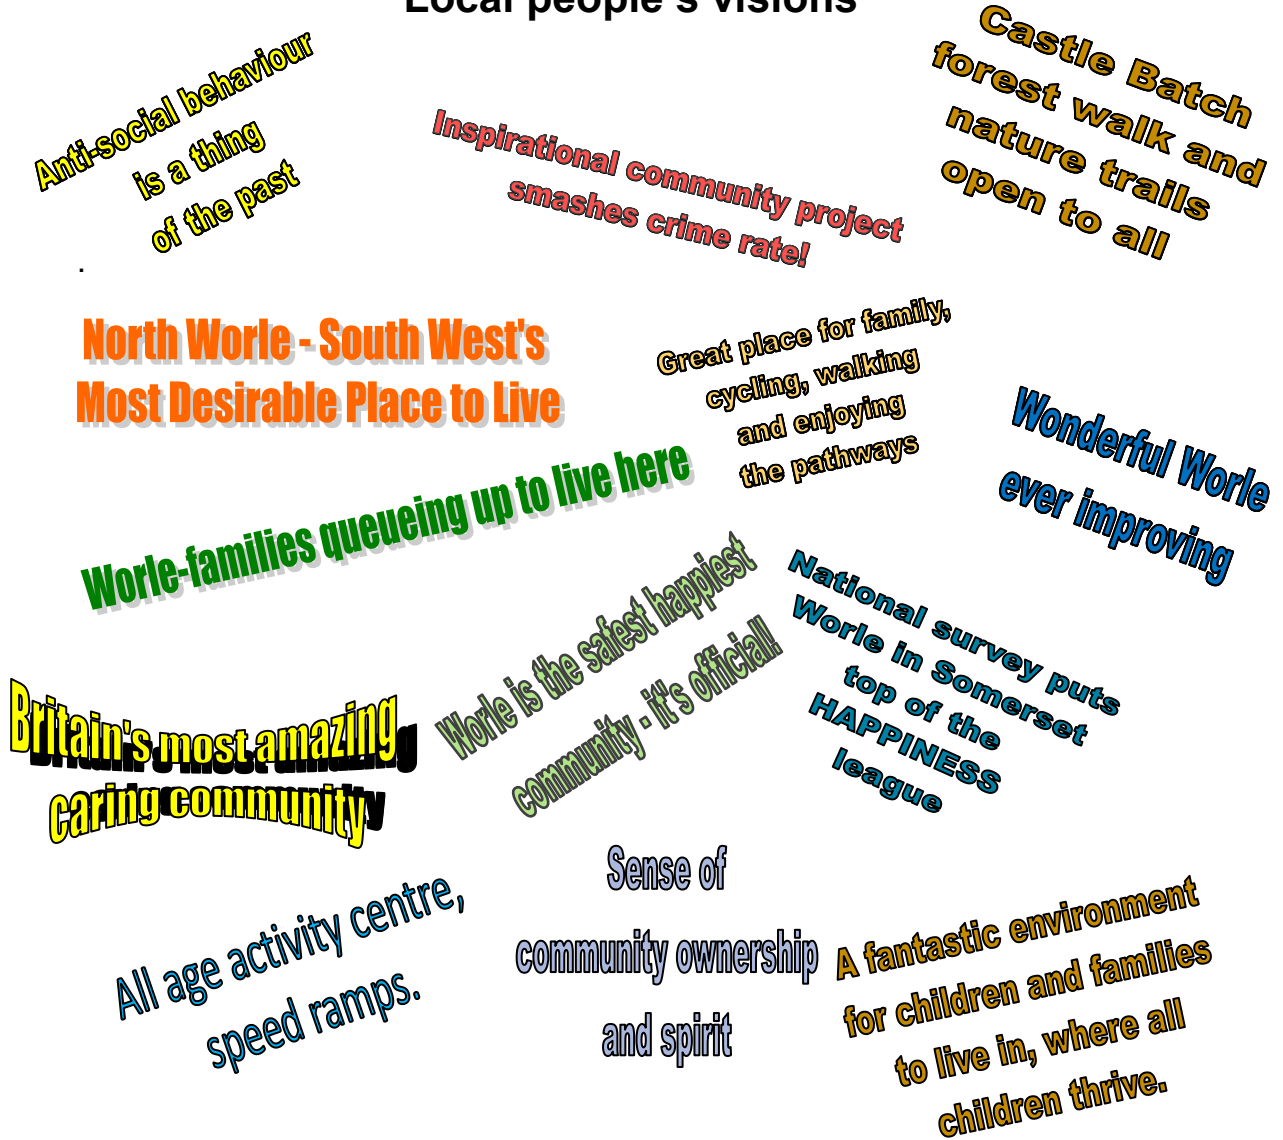 Local people's visions
Anti-social behaviour
is a thing
of the past
.
Inspirational community project
smashes crime rate!
Castle Batch
forest walk and
nature trails
open to all
North Worle - South West's
Most Desirable Place to Live
Great place for family,
cycling, walking
and enjoying
the pathways
Wonderful Worle
ever improving
Worle-families queueing up to live here
Worle is the safest happiest
community - it's official!
National survey puts
Worle in Somerset
top of the
HAPPINESS
league
Britain's most amazing
caring community
All age activity centre,
speed ramps.
Sense of
community ownership
and spirit
A fantastic environment
for children and families
to live in, where all
children thrive.